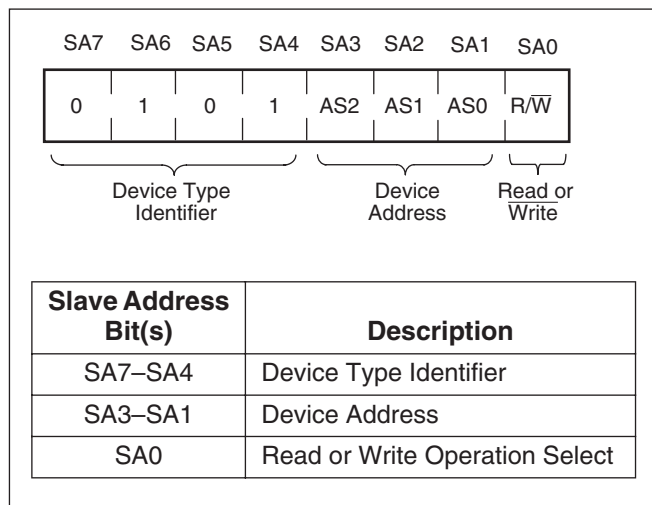 SA7 SA6 SA5 SA4 SA3 SA2 SA1 SA0
0 1 0 1 AS2 AS1 AS0 R/W̅
Device Type Device Read or
Identifier Address W̅r̅i̅t̅e̅
Slave Address
Bit(s) Description
SA7–SA4 Device Type Identifier
SA3–SA1 Device Address
SA0 Read or Write Operation Select